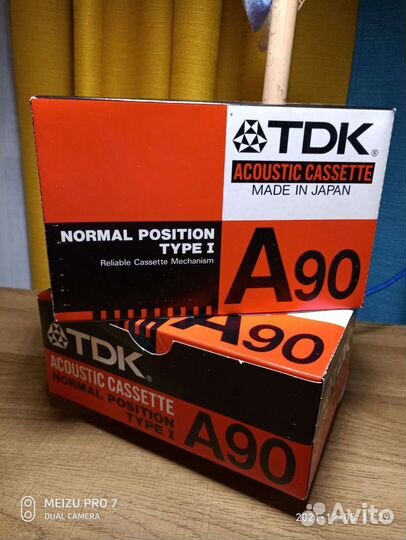 TDK®
ACOUSTIC CASSETTE
MADE IN JAPAN
NORMAL POSITION
TYPE I
Reliable Cassette Mechanism
A90
A90
TDK®
ACOUSTIC CASSETTE
NORMAL POSITION
TYPE I
A90
MEIZU PRO 7
DUAL CAMERA
Avito